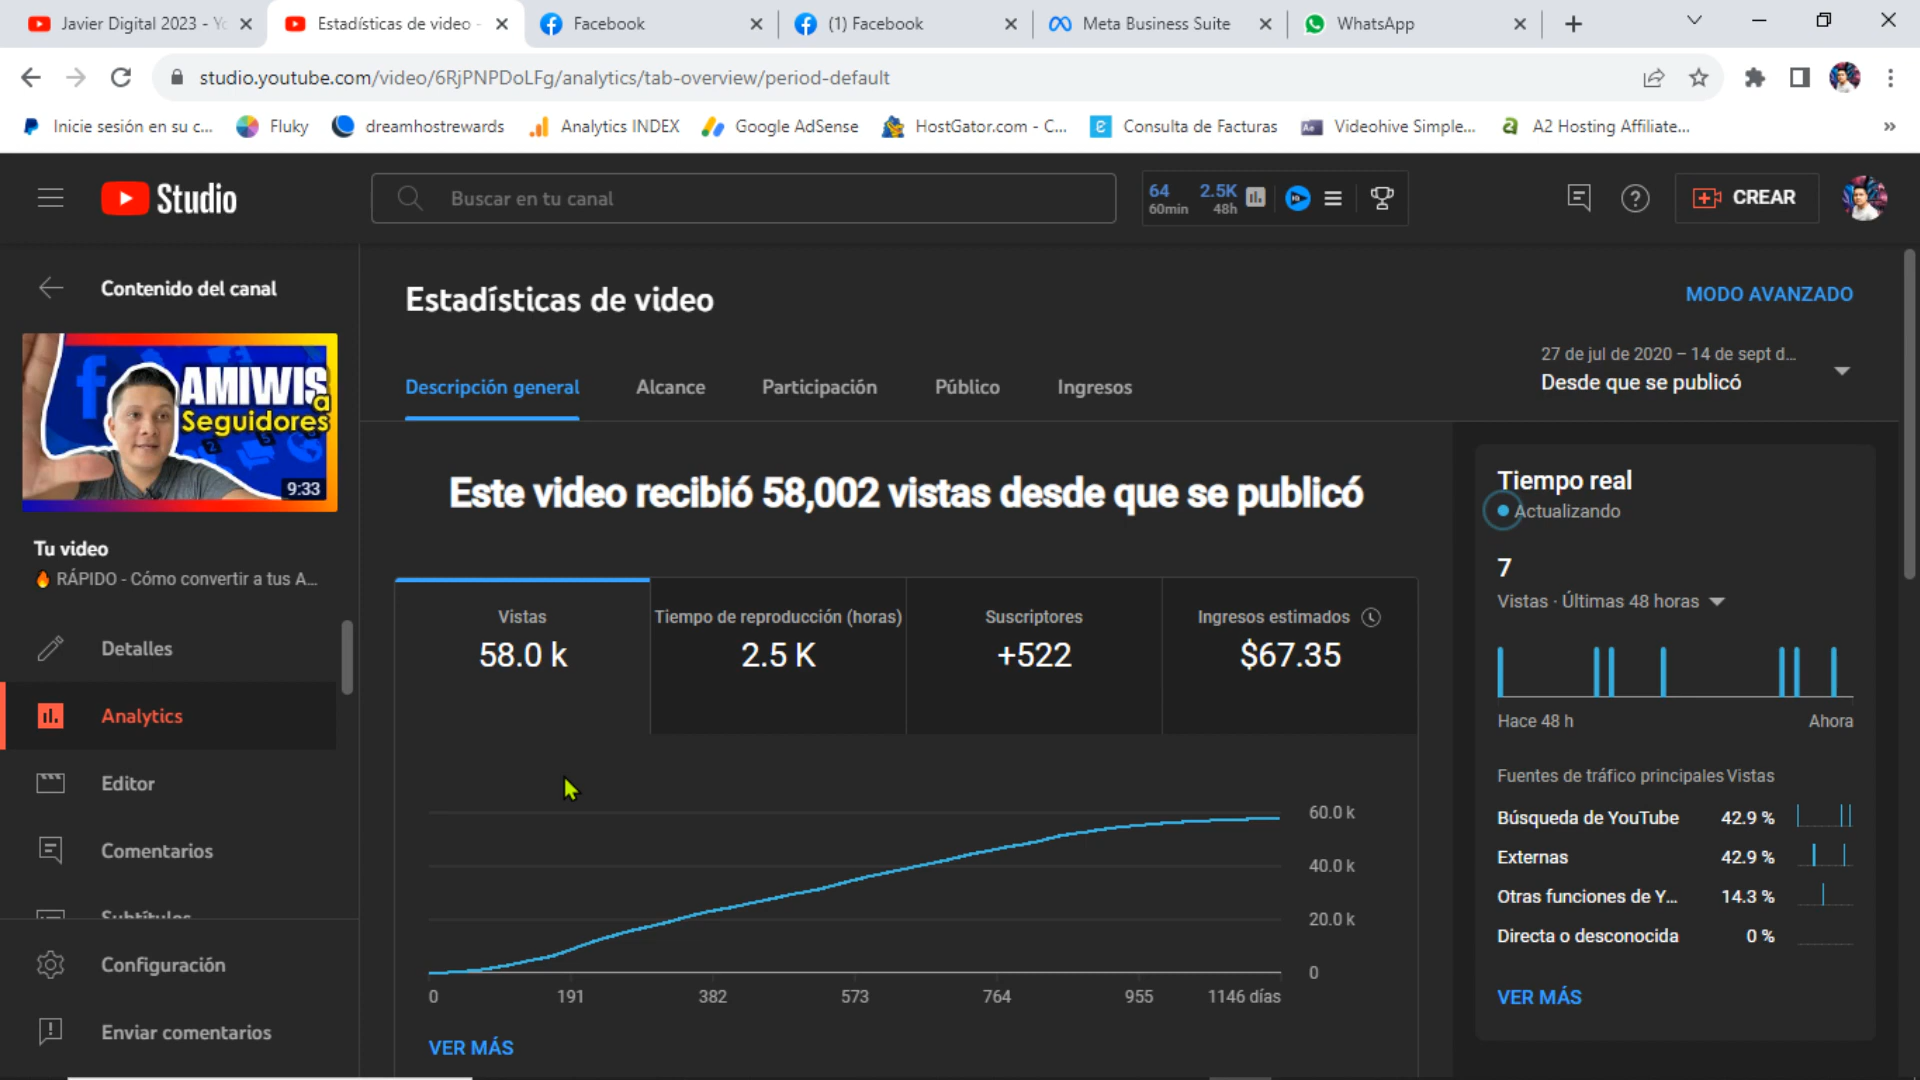 Javier Digital 2023 - Yo
Estadísticas de video -
Facebook
(1) Facebook
Meta Business Suite
WhatsApp
studio.youtube.com/video/6RjPNPDoLFg/analytics/tab-overview/period-default
Inicie sesión en su c...
Fluky
dreamhostrewards
Analytics INDEX
Google AdSense
HostGator.com - C...
Consulta de Facturas
Videohive Simple...
A2 Hosting Affiliate...
»
Studio
Buscar en tu canal
64
60min
2.5K
48h
CREAR
Contenido del canal
AMIWIS
a
Seguidores
9:33
Tu video
🔥 RÁPIDO - Cómo convertir a tus A...
Detalles
Analytics
Editor
Comentarios
Subtítulos
Configuración
Enviar comentarios
Estadísticas de video
MODO AVANZADO
27 de jul de 2020 – 14 de sept d...
Desde que se publicó
Descripción general
Alcance
Participación
Público
Ingresos
Este video recibió 58,002 vistas desde que se publicó
Vistas
58.0 k
Tiempo de reproducción (horas)
2.5 K
Suscriptores
+522
Ingresos estimados
$67.35
60.0 k
40.0 k
20.0 k
0
0
191
382
573
764
955
1146 días
VER MÁS
Tiempo real
Actualizando
7
Vistas · Últimas 48 horas
Hace 48 h
Ahora
Fuentes de tráfico principales Vistas
Búsqueda de YouTube 42.9 %
Externas 42.9 %
Otras funciones de Y... 14.3 %
Directa o desconocida 0 %
VER MÁS